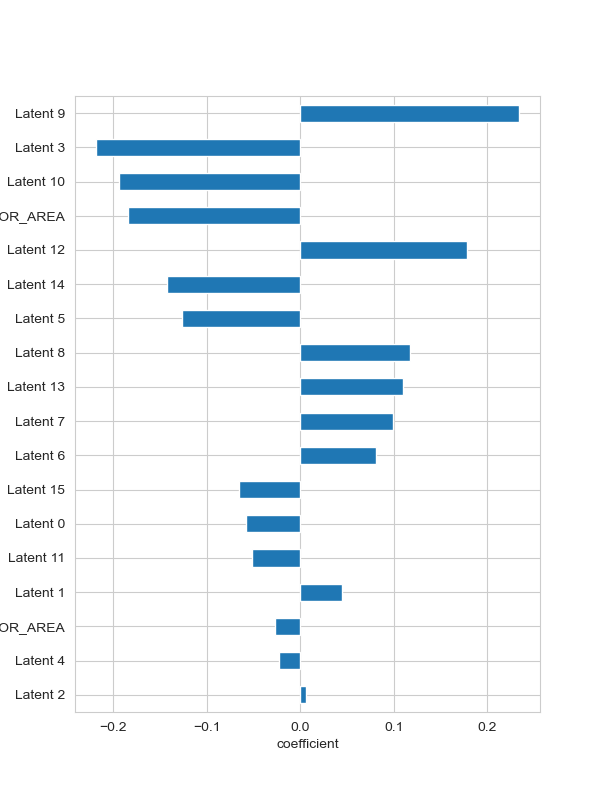 Latent 9
Latent 3
Latent 10
OR_AREA
Latent 12
Latent 14
Latent 5
Latent 8
Latent 13
Latent 7
Latent 6
Latent 15
Latent 0
Latent 11
Latent 1
OR_AREA
Latent 4
Latent 2
−0.2 −0.1 0.0 0.1 0.2
coefficient